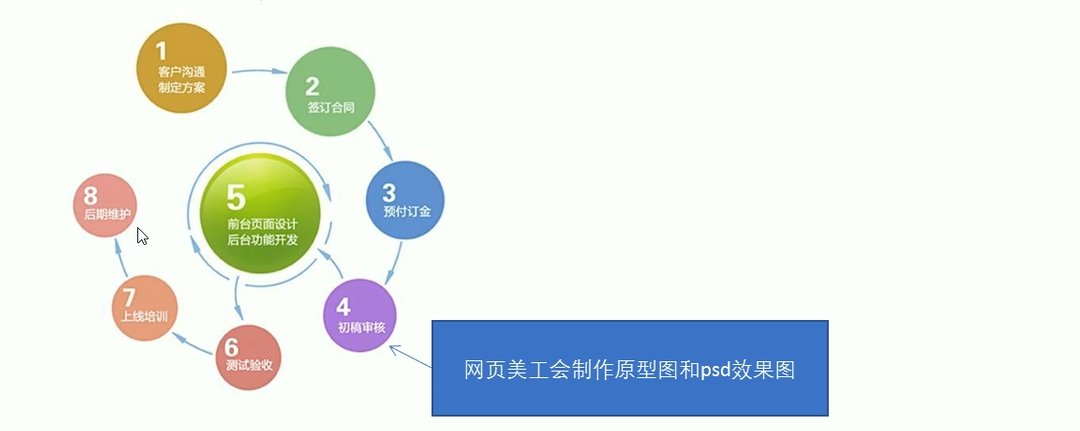 1
客户沟通
制定方案
2
签订合同
3
预付订金
4
初稿审核
5
前台页面设计
后台功能开发
6
测试验收
7
上线培训
8
后期维护
网页美工会制作原型图和psd效果图